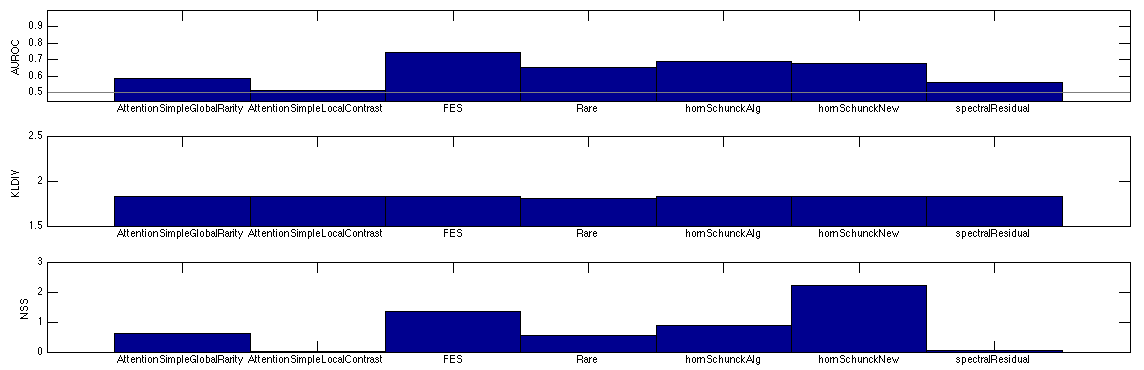 AUROC
0.9
0.8
0.7
0.6
0.5
AttentionSimpleGlobalRarity AttentionSimpleLocalContrast FES Rare hornSchunckAlg hornSchunckNew spectralResidual
KLDIV
2.5
2
1.5
AttentionSimpleGlobalRarity AttentionSimpleLocalContrast FES Rare hornSchunckAlg hornSchunckNew spectralResidual
NSS
3
2
1
0
AttentionSimpleGlobalRarity AttentionSimpleLocalContrast FES Rare hornSchunckAlg hornSchunckNew spectralResidual